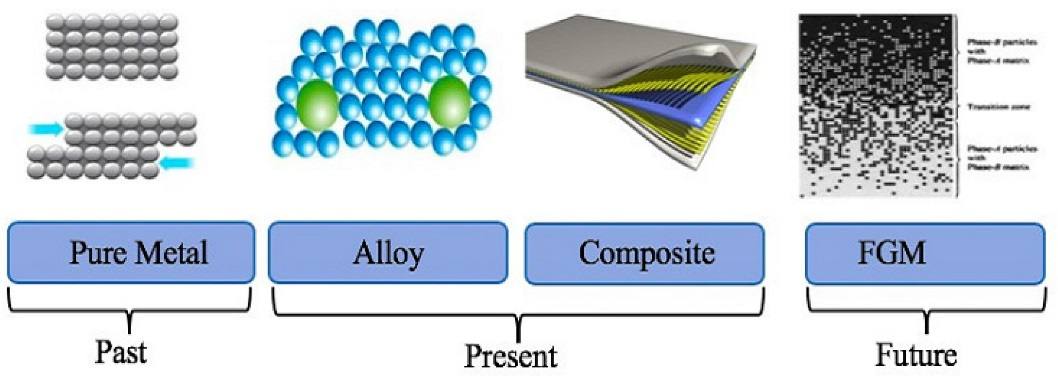 Phase-B particles
with
Phase-A matrix
Transition zone
Phase-A particles
with
Phase-B matrix
Pure Metal
Alloy
Composite
FGM
Past
Present
Future